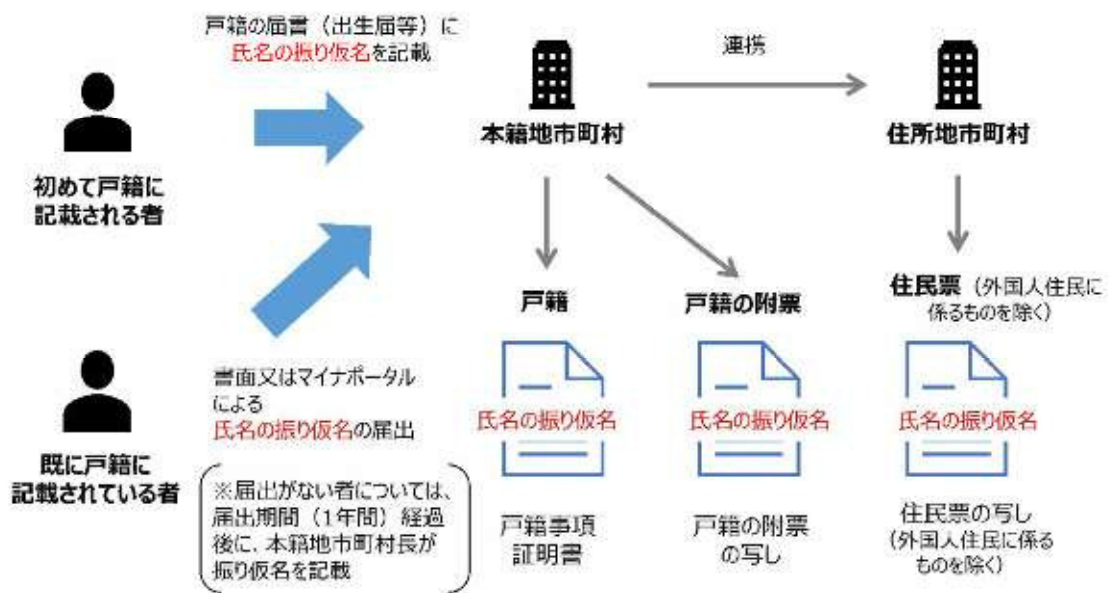 戸籍の届書（出生届等）に
氏名の振り仮名を記載
連携
本籍地市町村
住所地市町村
初めて戸籍に
記載される者
戸籍
戸籍の附票
住民票（外国人住民に
係るものを除く）
書面又はマイナポータル
による
氏名の振り仮名の届出
氏名の振り仮名
氏名の振り仮名
氏名の振り仮名
既に戸籍に
記載されている者
※届出がない者については、
届出期間（1年間）経過
後に、本籍地市町村長が
振り仮名を記載
戸籍事項
証明書
戸籍の附票
の写し
住民票の写し
（外国人住民に係る
ものを除く）